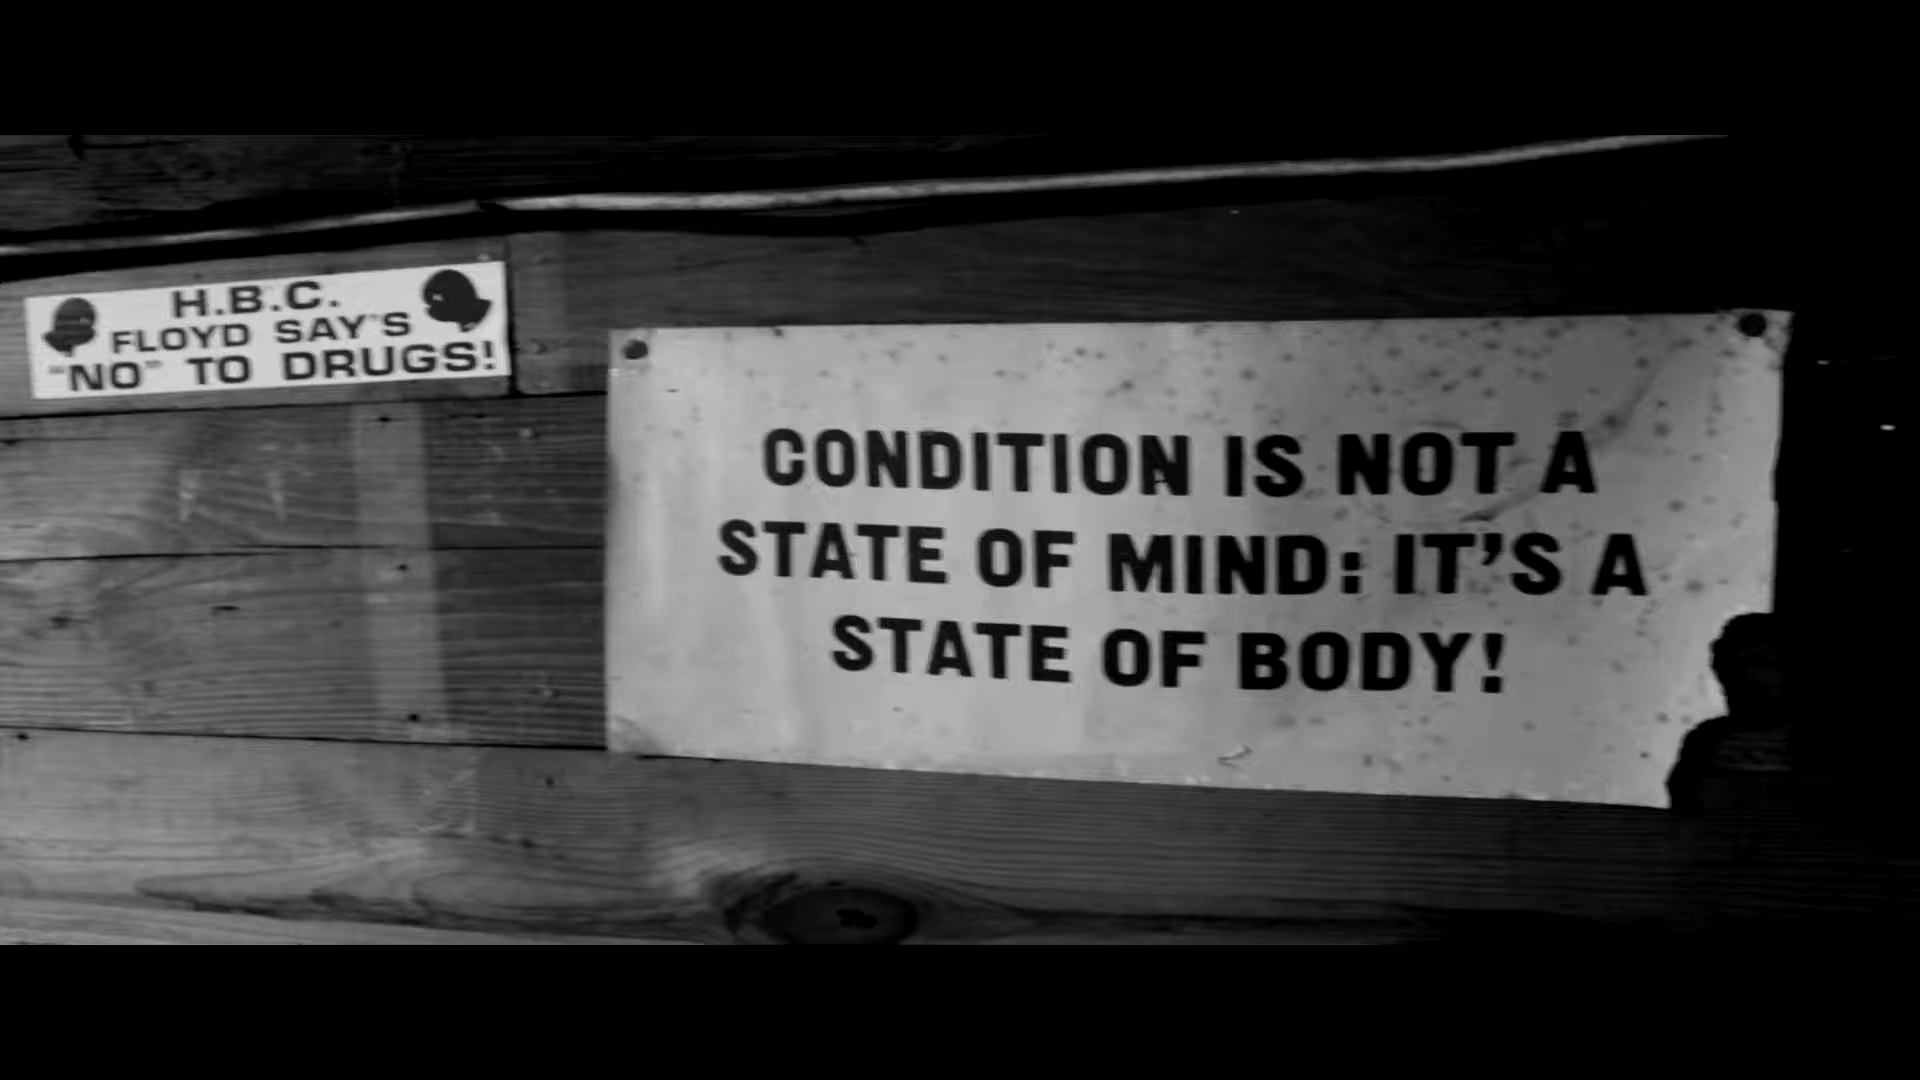 H.B.C.
FLOYD SAY'S
"NO" TO DRUGS!
CONDITION IS NOT A
STATE OF MIND: IT'S A
STATE OF BODY!